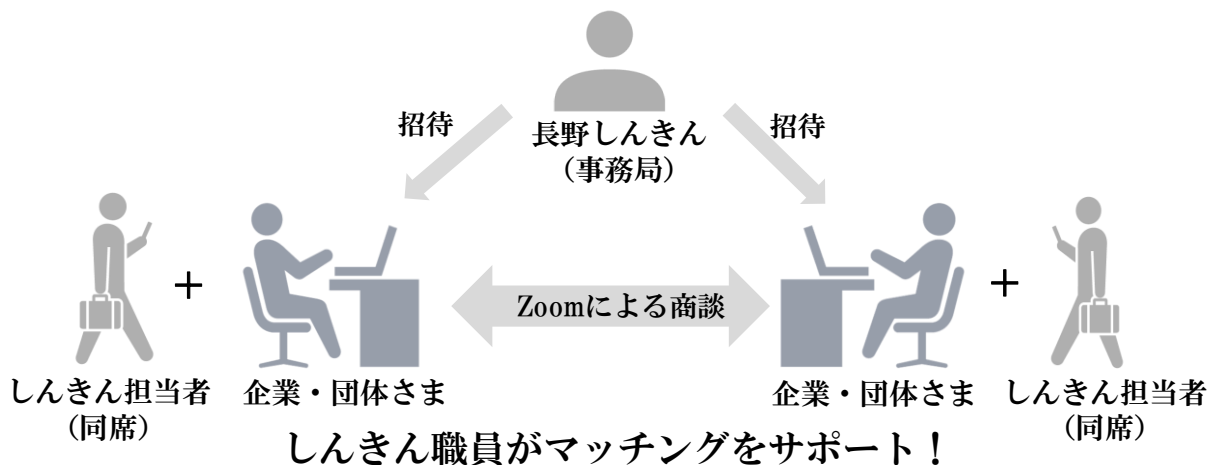 招待
招待
長野しんきん
（事務局）
＋
Zoomによる商談
＋
しんきん担当者
（同席）
企業・団体さま
企業・団体さま
しんきん担当者
（同席）
しんきん職員がマッチングをサポート！